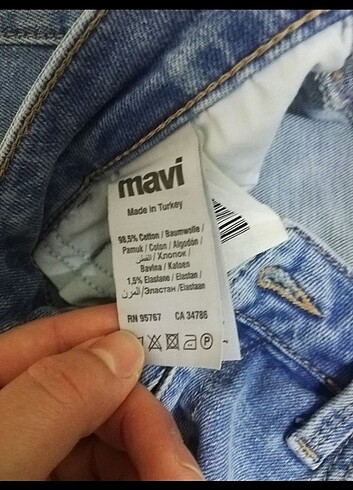 mavi
Made in Turkey
98,5% Cotton / Baumwolle /
Pamuk / Coton / Algodón /
القطن / Хлопок /
Bavlna / Katoen
1,5% Elastane / Elastan /
المرن / Эластан / Elastaan
RN 95767 CA 34786
P